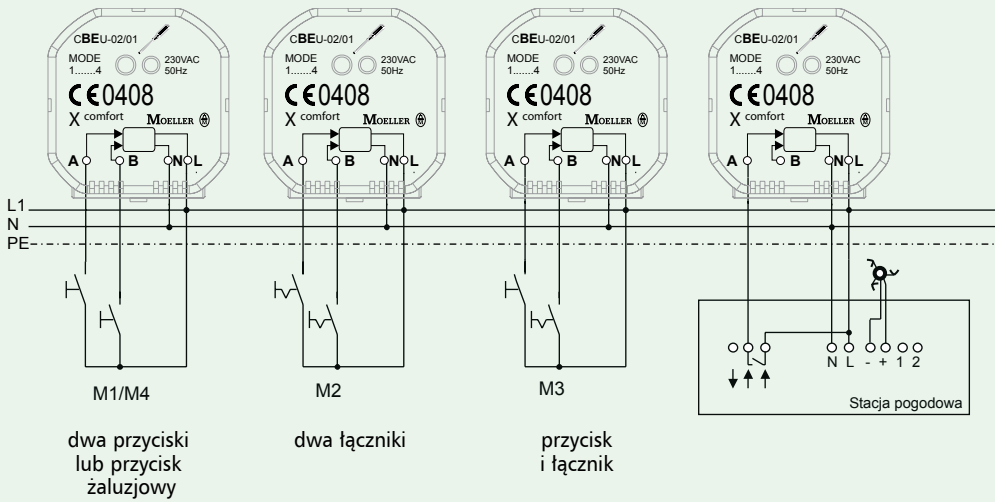 CBEU-02/01
MODE 230VAC
1.......4 50Hz
CE0408
X comfort MOELLER
A B N L
CBEU-02/01
MODE 230VAC
1.......4 50Hz
CE0408
X comfort MOELLER
A B N L
CBEU-02/01
MODE 230VAC
1.......4 50Hz
CE0408
X comfort MOELLER
A B N L
CBEU-02/01
MODE 230VAC
1.......4 50Hz
CE0408
X comfort MOELLER
A B N L
L1
N
PE
M1/M4
dwa przyciski
lub przycisk
żaluzjowy
M2
dwa łączniki
M3
przycisk
i łącznik
N L - + 1 2
Stacja pogodowa